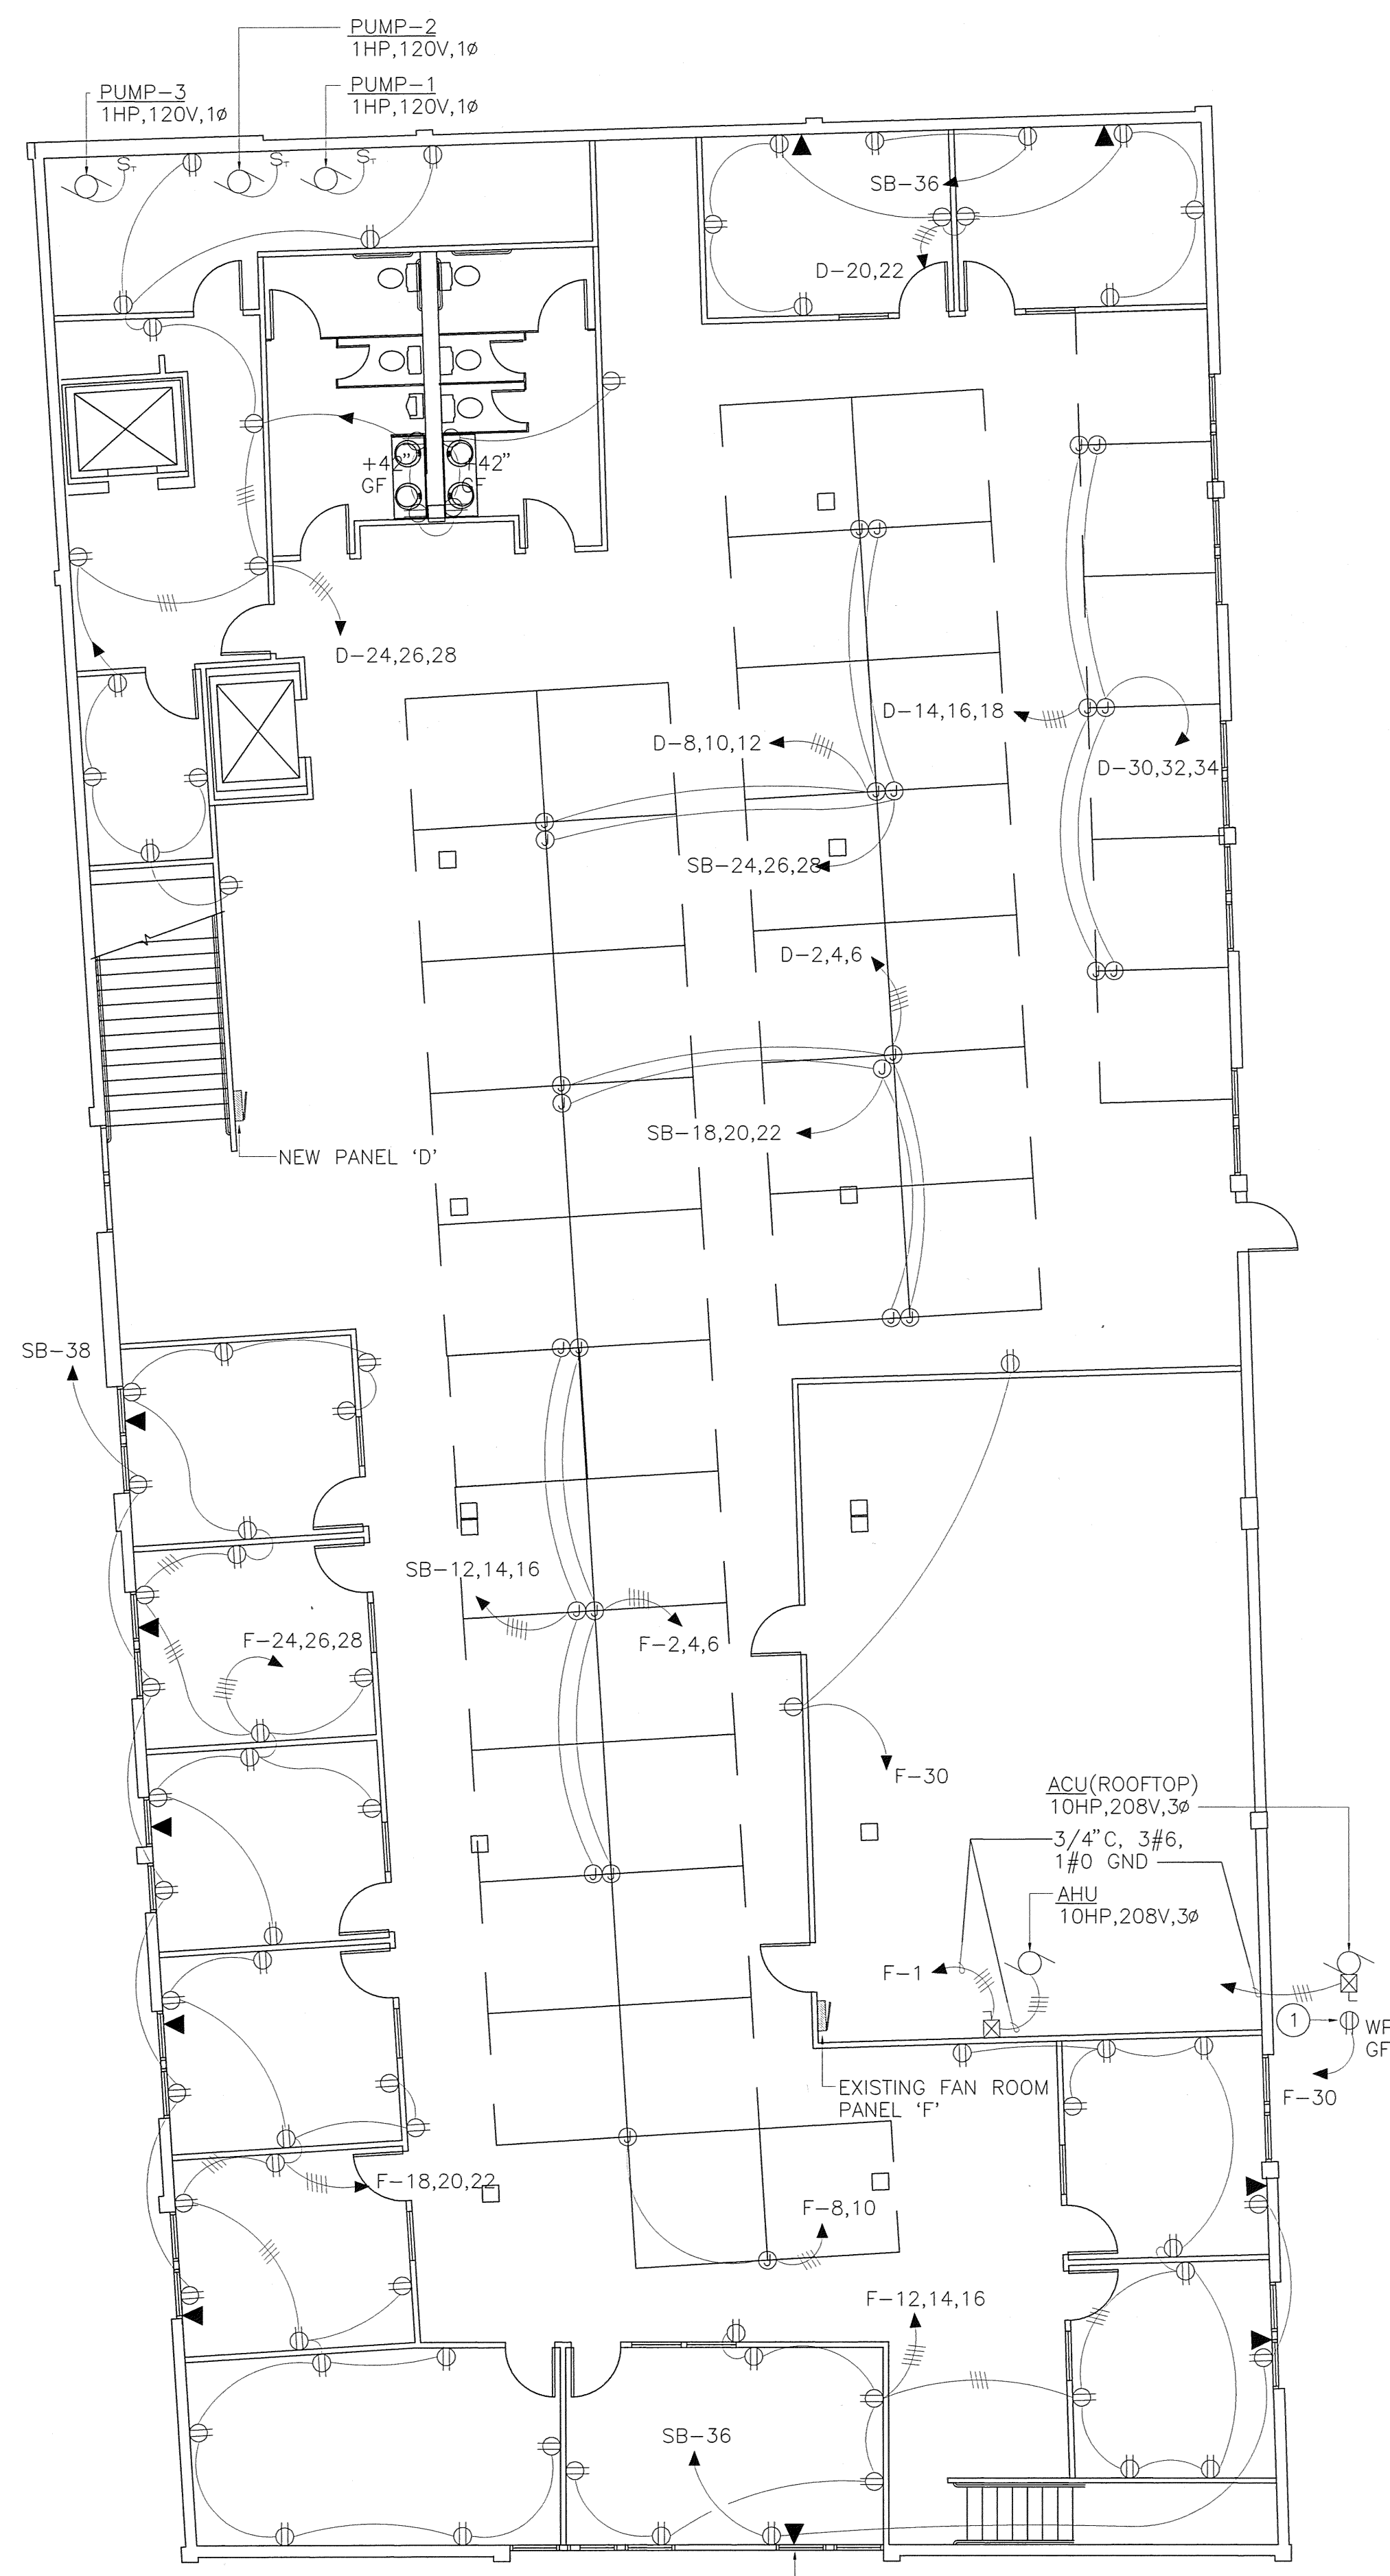 PUMP-2
1HP,120V,1ø
PUMP-3
1HP,120V,1ø
PUMP-1
1HP,120V,1ø
S_T
S_T
S_T
SB-36
D-20,22
+42"
GF
+42"
GF
D-24,26,28
D-14,16,18
D-8,10,12
D-30,32,34
J J
J J
J J
J J
J
J
SB-24,26,28
D-2,4,6
J J
J
J
J
J
SB-18,20,22
NEW PANEL 'D'
J J
SB-38
J J
SB-12,14,16
J J
F-2,4,6
F-24,26,28
F-30
ACU(ROOFTOP)
10HP,208V,3ø
3/4"C, 3#6,
1#0 GND
J J
AHU
10HP,208V,3ø
F-1
1
WP
GF
F-30
EXISTING FAN ROOM
PANEL 'F'
J
F-18,20,22
F-8,10
J
F-12,14,16
SB-36